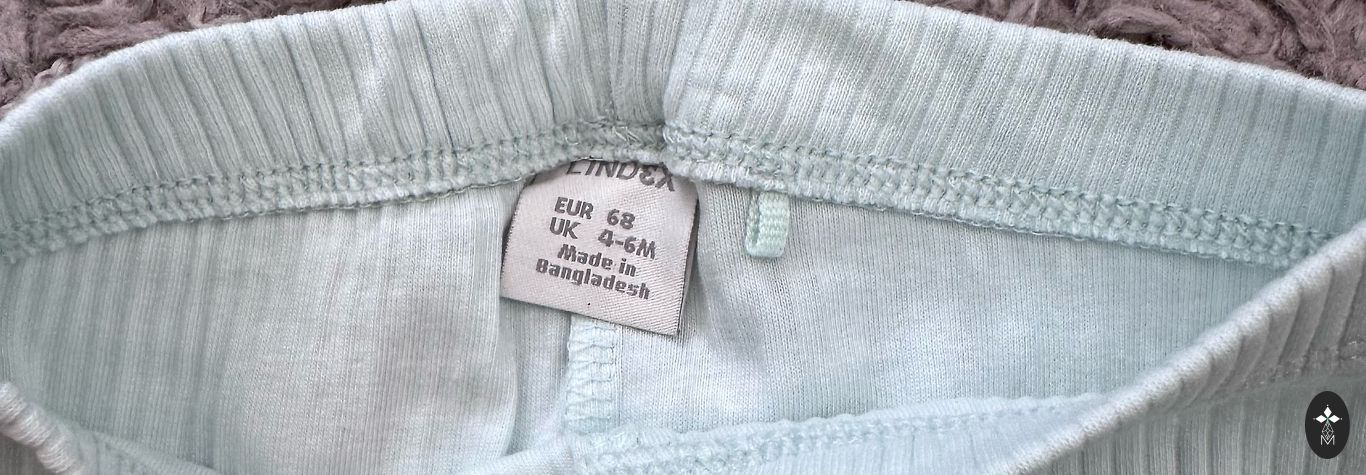 LINDEX
EUR 68
UK 4-6M
Made in
Bangladesh
M